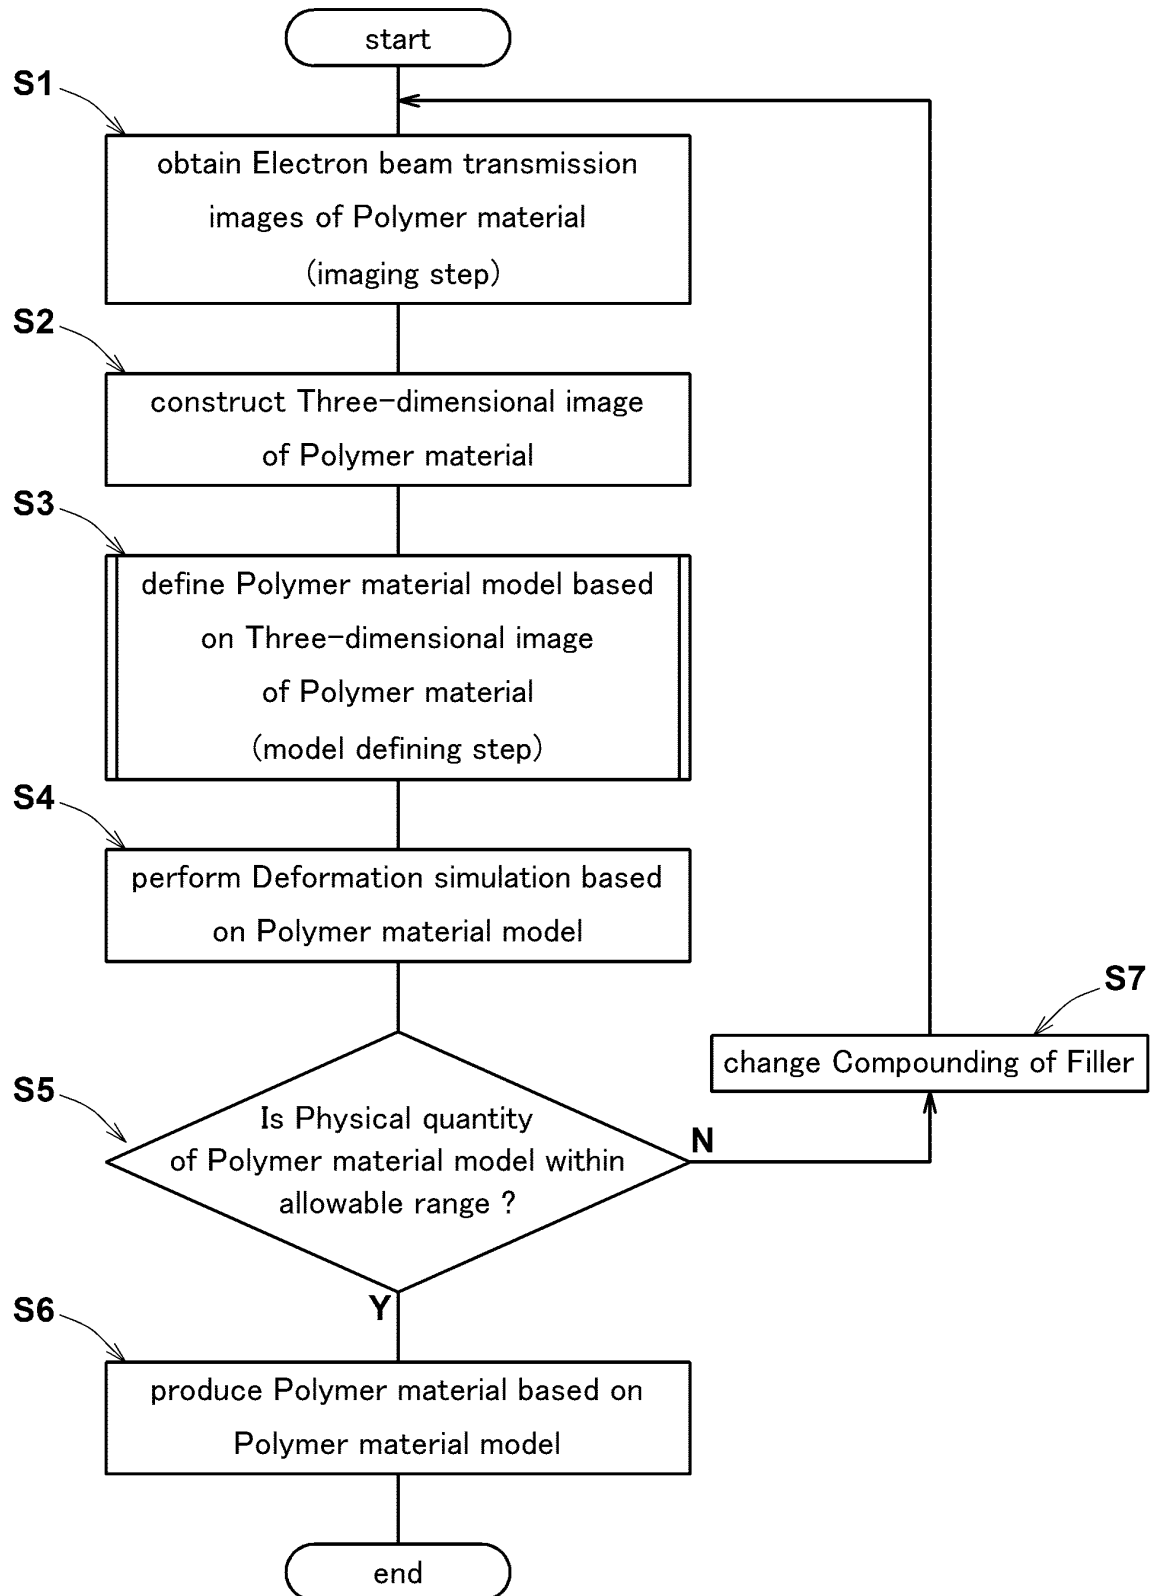 start
S1
obtain Electron beam transmission
images of Polymer material
(imaging step)
S2
construct Three-dimensional image
of Polymer material
S3
define Polymer material model based
on Three-dimensional image
of Polymer material
(model defining step)
S4
perform Deformation simulation based
on Polymer material model
S5
Is Physical quantity
of Polymer material model within
allowable range ?
N
S7
change Compounding of Filler
Y
S6
produce Polymer material based on
Polymer material model
end